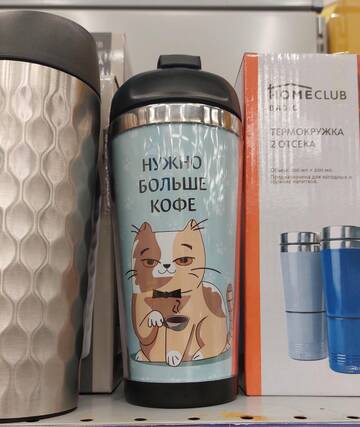 НУЖНО
БОЛЬШЕ
КОФЕ
HOMECLUB
BASIC
ТЕРМОКРУЖКА
2 ОТСЕКА